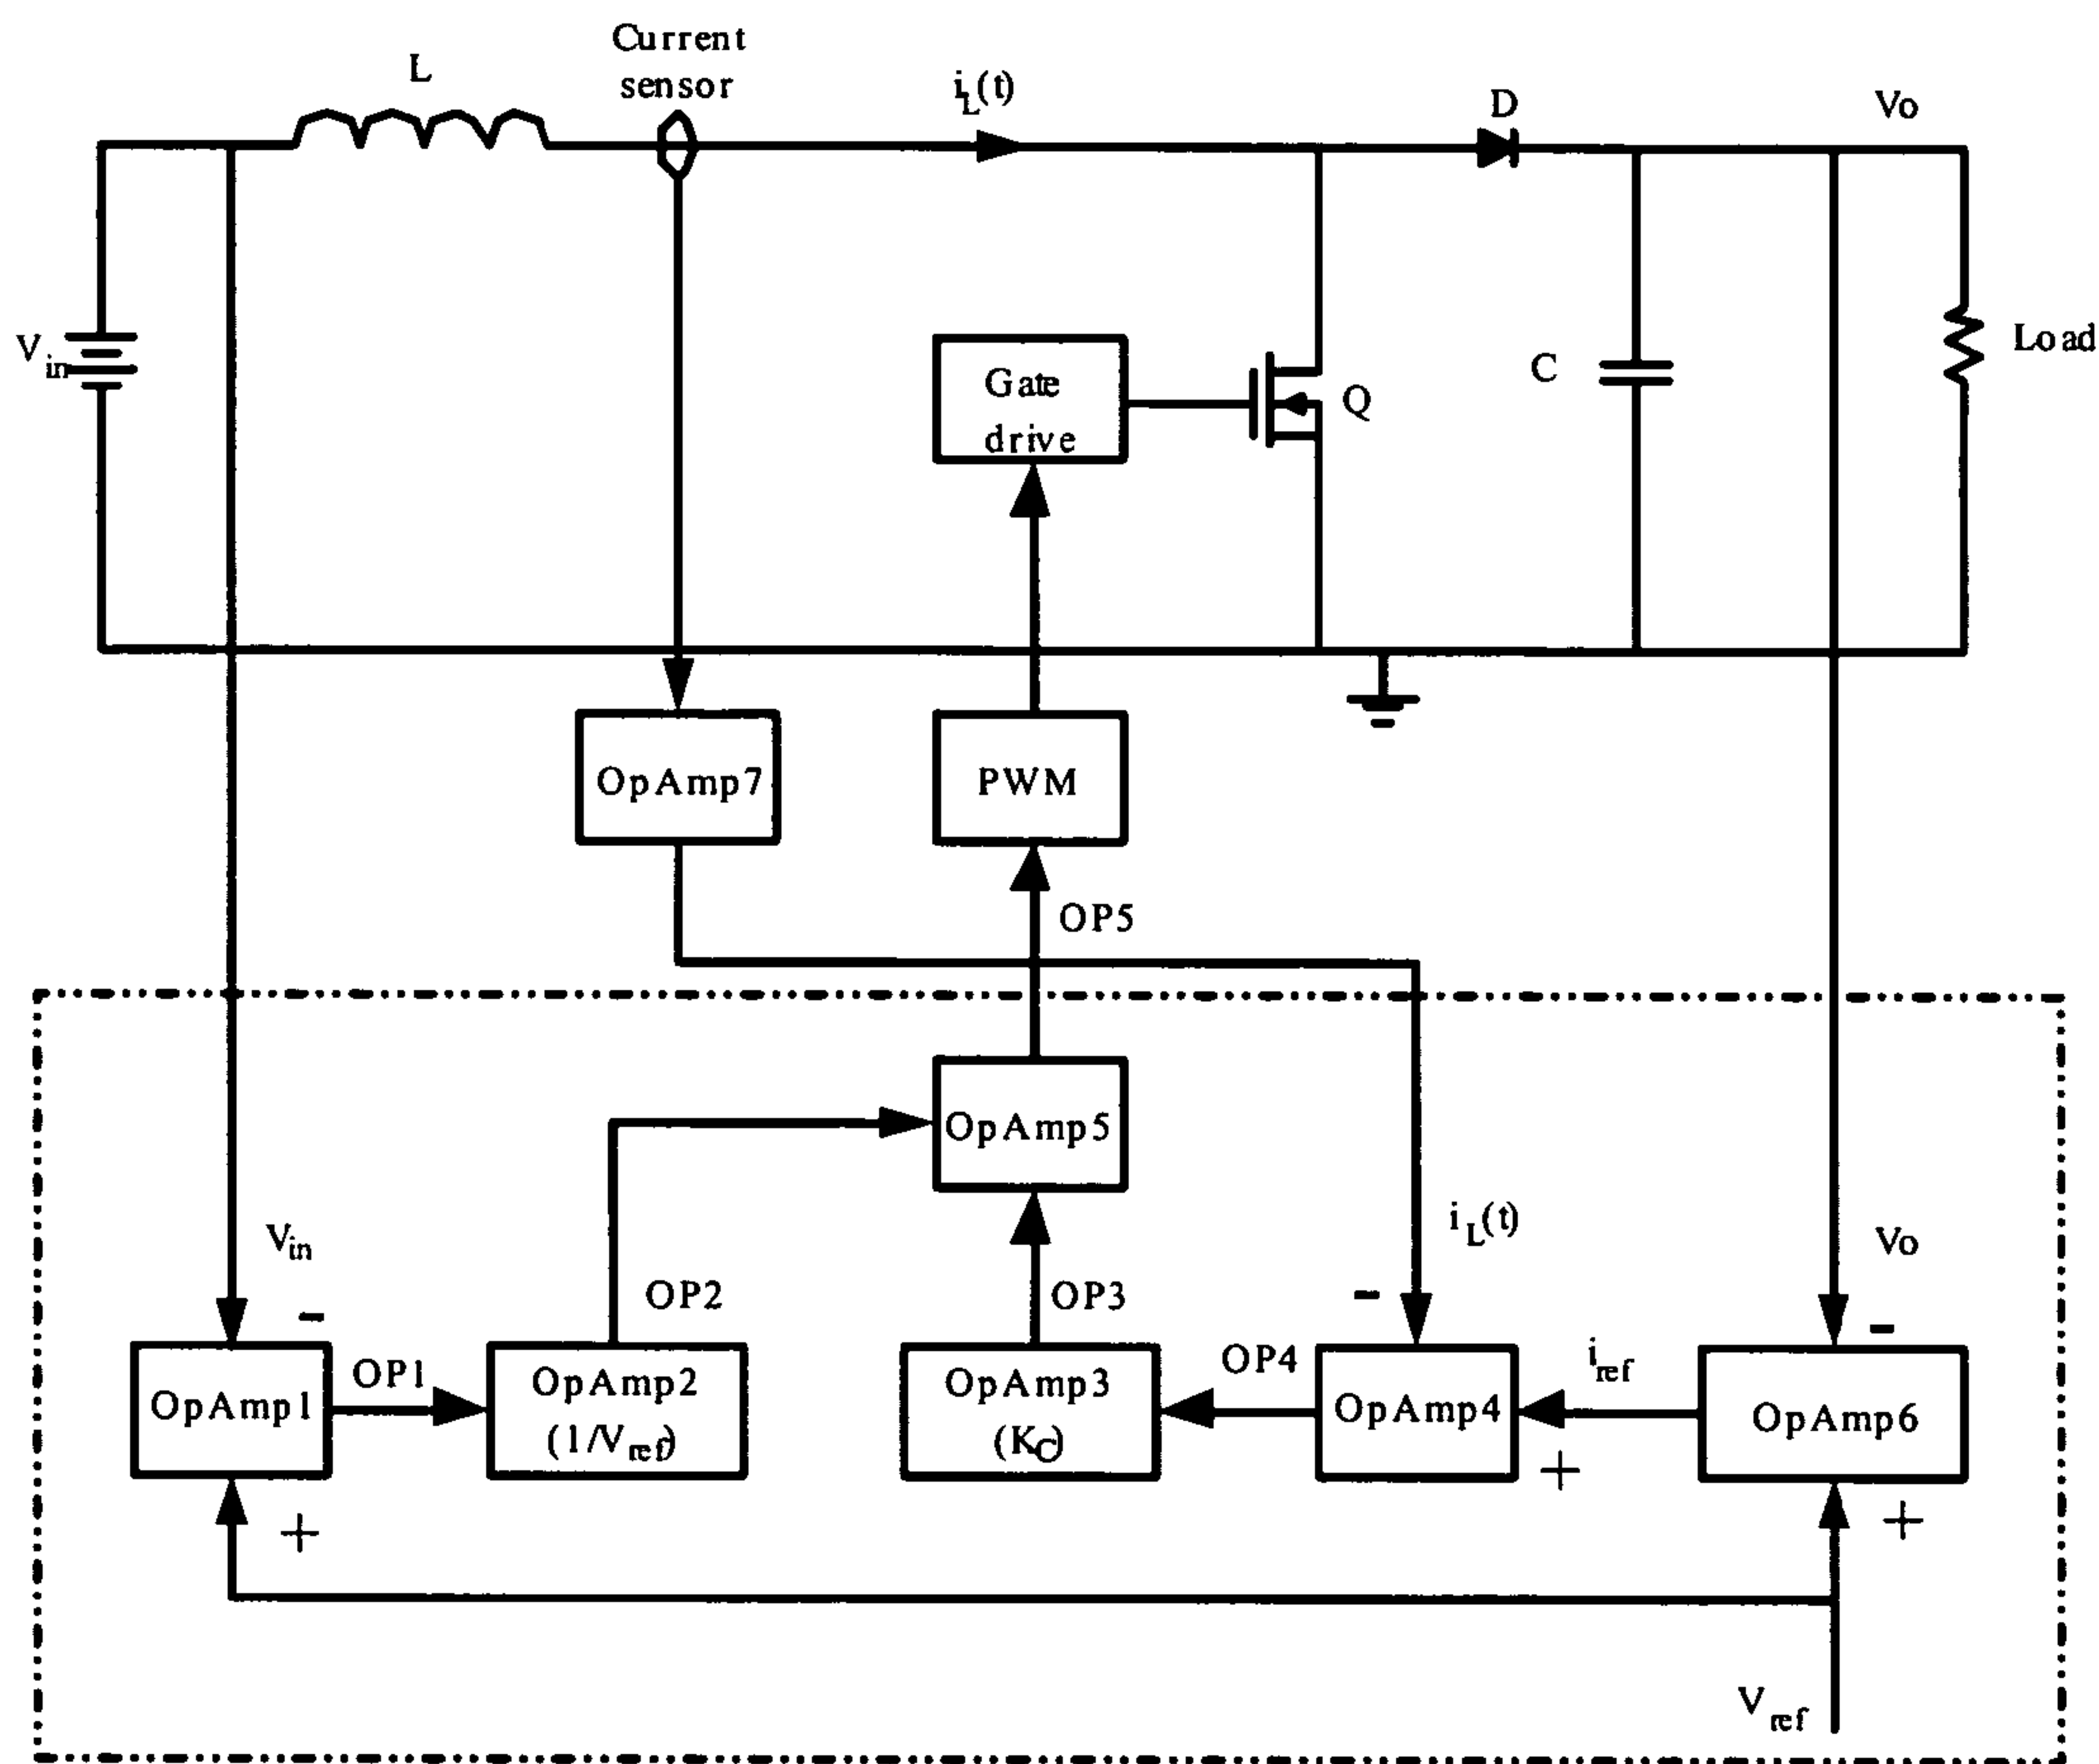 Current
sensor
L
iL(t)
D
Vo
Vin
Gate
drive
Q
C
Load
OpAmp7
PWM
OP5
OpAmp5
Vin
-
OP2
OP3
iL(t)
-
Vo
-
OpAmp1
OP1
OpAmp2
(1/Vref)
OpAmp3
(KC)
OP4
OpAmp4
iref
+
OpAmp6
+
+
Vref